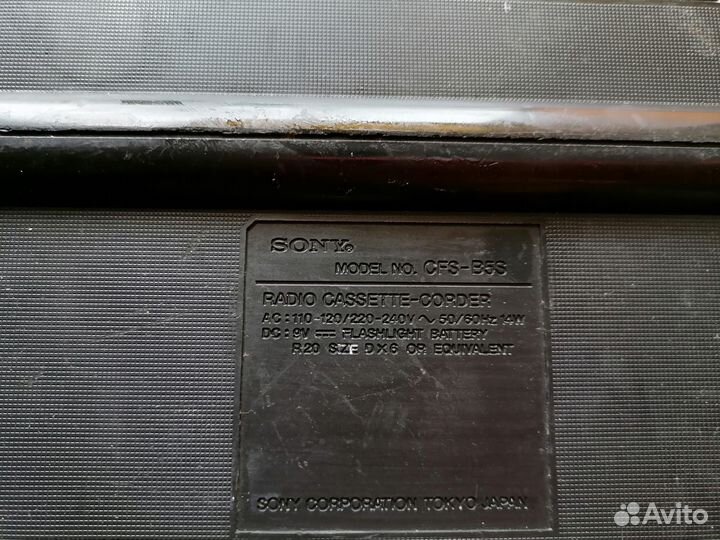 SONY®
MODEL NO. CFS-B5S
RADIO CASSETTE-CORDER
AC : 110-120/220-240V ∿ 50/60Hz 14W
DC : 9V ⎓ FLASHLIGHT BATTERY
R20 SIZE D X 6 OR EQUIVALENT
SONY CORPORATION TOKYO JAPAN
Avito